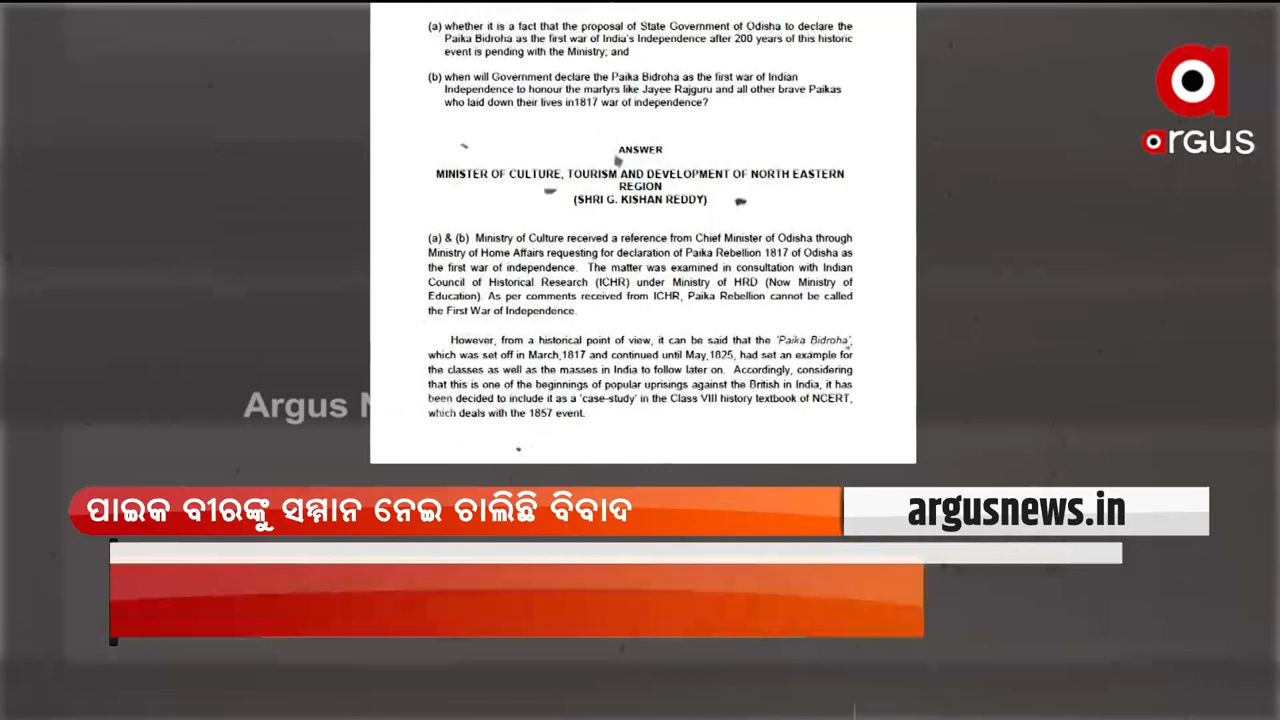 (a) whether it is a fact that the proposal of State Government of Odisha to declare the
Paika Bidroha as the first war of India's Independence after 200 years of this historic
event is pending with the Ministry; and
(b) when will Government declare the Paika Bidroha as the first war of Indian
Independence to honour the martyrs like Jayee Rajguru and all other brave Paikas
who laid down their lives in1817 war of independence?
ANSWER
MINISTER OF CULTURE, TOURISM AND DEVELOPMENT OF NORTH EASTERN
REGION
(SHRI G. KISHAN REDDY)
(a) & (b) Ministry of Culture received a reference from Chief Minister of Odisha through
Ministry of Home Affairs requesting for declaration of Paika Rebellion 1817 of Odisha as
the first war of independence. The matter was examined in consultation with Indian
Council of Historical Research (ICHR) under Ministry of HRD (Now Ministry of
Education). As per comments received from ICHR, Paika Rebellion cannot be called
the First War of Independence.
However, from a historical point of view, it can be said that the 'Paika Bidroha',
which was set off in March,1817 and continued until May,1825, had set an example for
the classes as well as the masses in India to follow later on. Accordingly, considering
that this is one of the beginnings of popular uprisings against the British in India, it has
been decided to include it as a 'case-study' in the Class VIII history textbook of NCERT,
which deals with the 1857 event.
argus
Argus
ପାଇକ ବୀରଙ୍କୁ ସମ୍ମାନ ନେଇ ଚାଲିଛି ବିବାଦ
argusnews.in